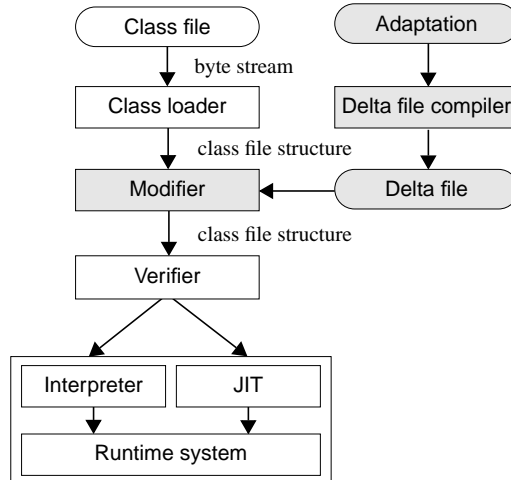 Class file
Adaptation
byte stream
Class loader
Delta file compiler
class file structure
Modifier
Delta file
class file structure
Verifier
Interpreter
JIT
Runtime system